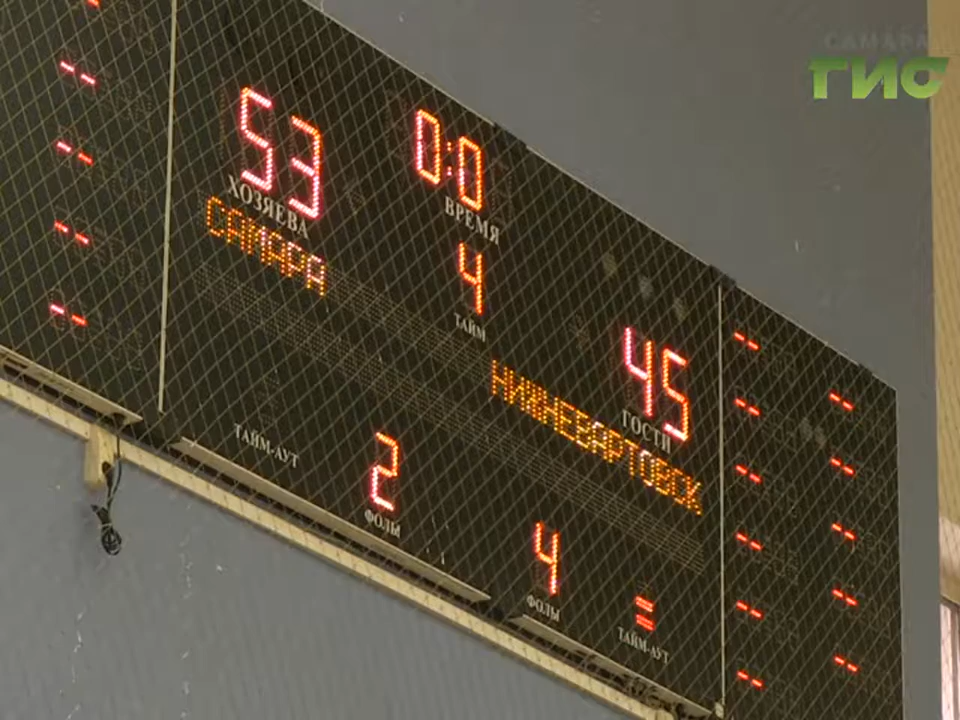 САМАРА
ГИС
53
0:0
ХОЗЯЕВА
ВРЕМЯ
САМАРА
4
ТАЙМ
45
ГОСТИ
НИЖНЕВАРТОВСК
ТАЙМ-АУТ
2
ФОЛЫ
4
ФОЛЫ
ТАЙМ-АУТ